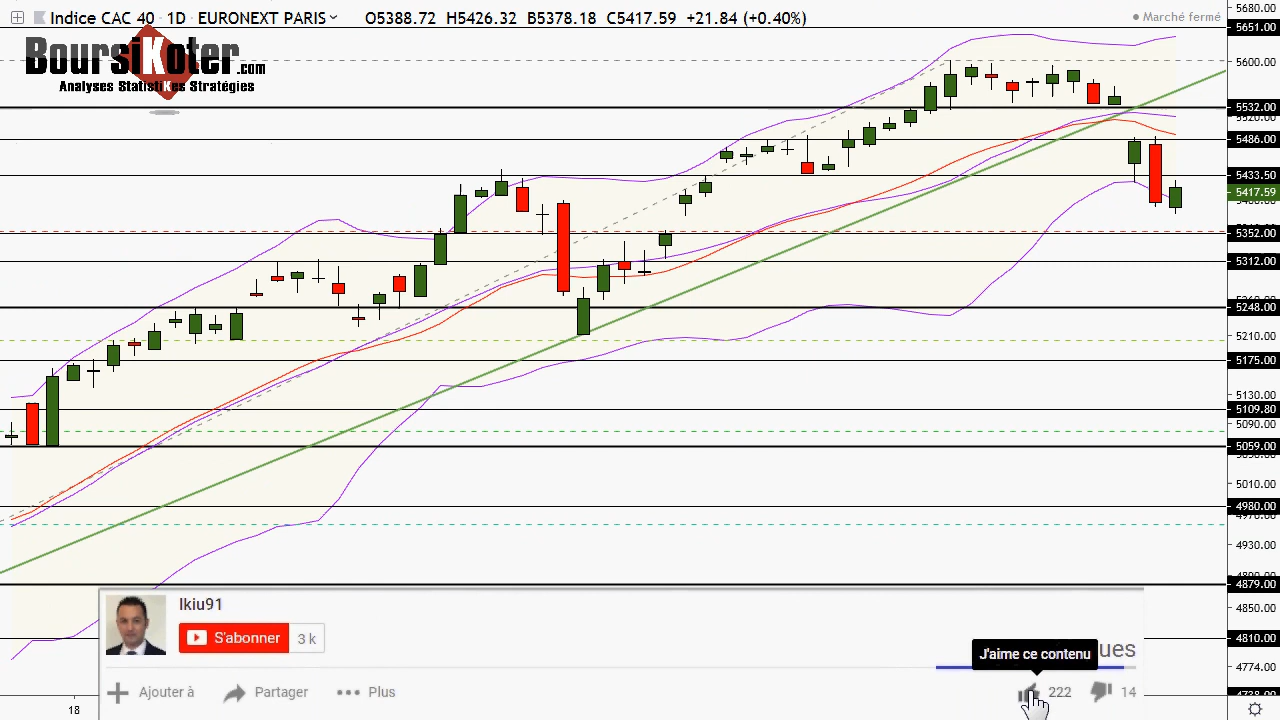 Indice CAC 40 · 1D · EURONEXT PARIS O5388.72 H5426.32 B5378.18 C5417.59 +21.84 (+0.40%)
Marché fermé
BoursiKoter.com
Analyses StatistiKes Stratégies
5680.00
5651.00
5600.00
5532.00
5486.00
5433.50
5417.59
5352.00
5312.00
5248.00
5210.00
5175.00
5130.00
5109.80
5090.00
5059.00
5010.00
4980.00
4930.00
4879.00
4850.00
4810.00
4774.00
18
Ikiu91
S'abonner 3 k
J'aime ce contenu
ues
Ajouter à Partager Plus 222 14